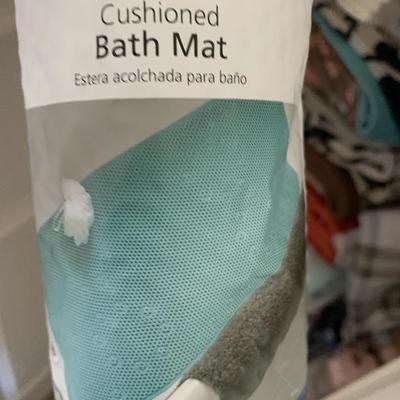 Cushioned
Bath Mat
Estera acolchada para baño